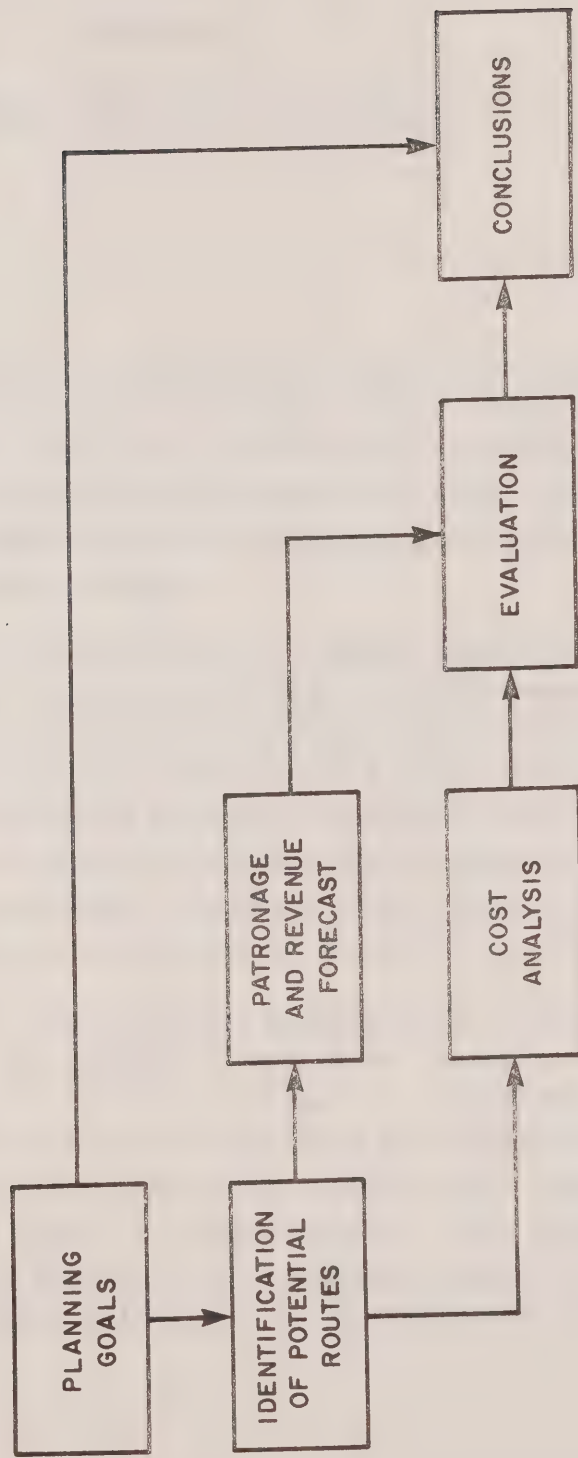 PLANNING
GOALS
IDENTIFICATION
OF POTENTIAL
ROUTES
PATRONAGE
AND REVENUE
FORECAST
COST
ANALYSIS
EVALUATION
CONCLUSIONS